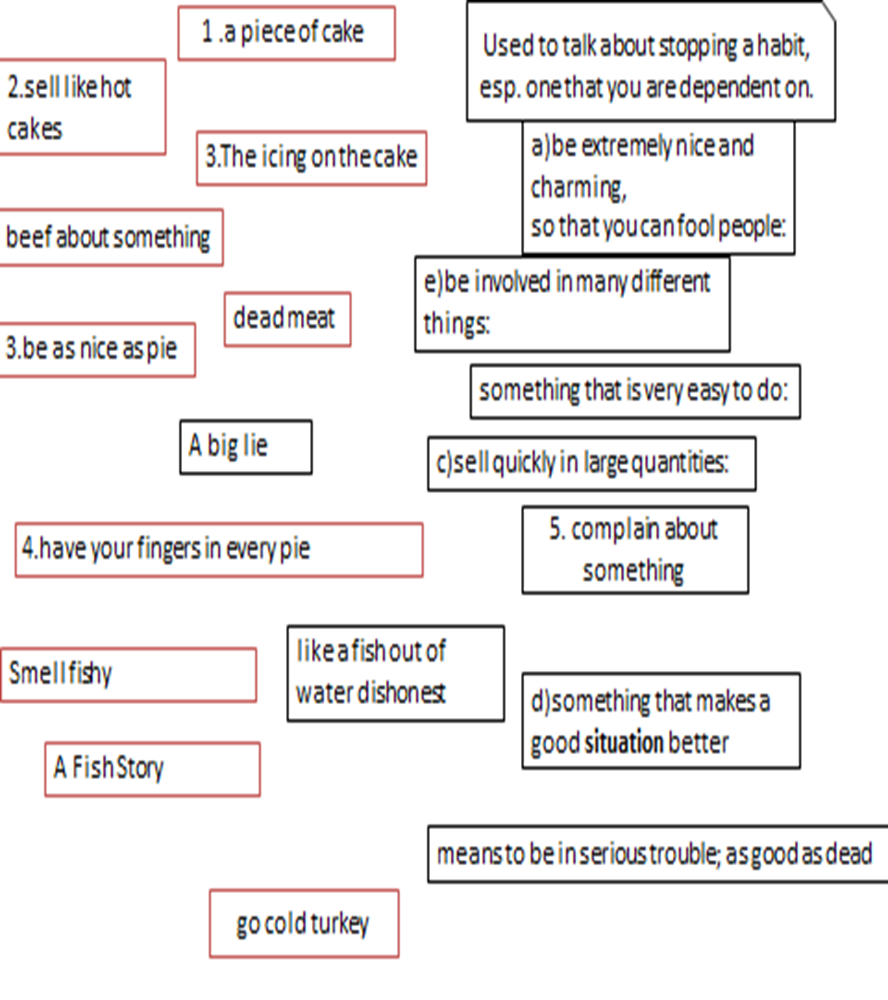 1 .a piece of cake
Used to talk about stopping a habit,
esp. one that you are dependent on.
2.sell like hot
cakes
3.The icing on the cake
a)be extremely nice and
charming,
so that you can fool people:
beef about something
e)be involved in many different
things:
dead meat
3.be as nice as pie
something that is very easy to do:
A big lie
c)sell quickly in large quantities:
4.have your fingers in every pie
5. complain about
something
like a fish out of
water dishonest
Smell fishy
d)something that makes a
good situation better
A Fish Story
means to be in serious trouble; as good as dead
go cold turkey